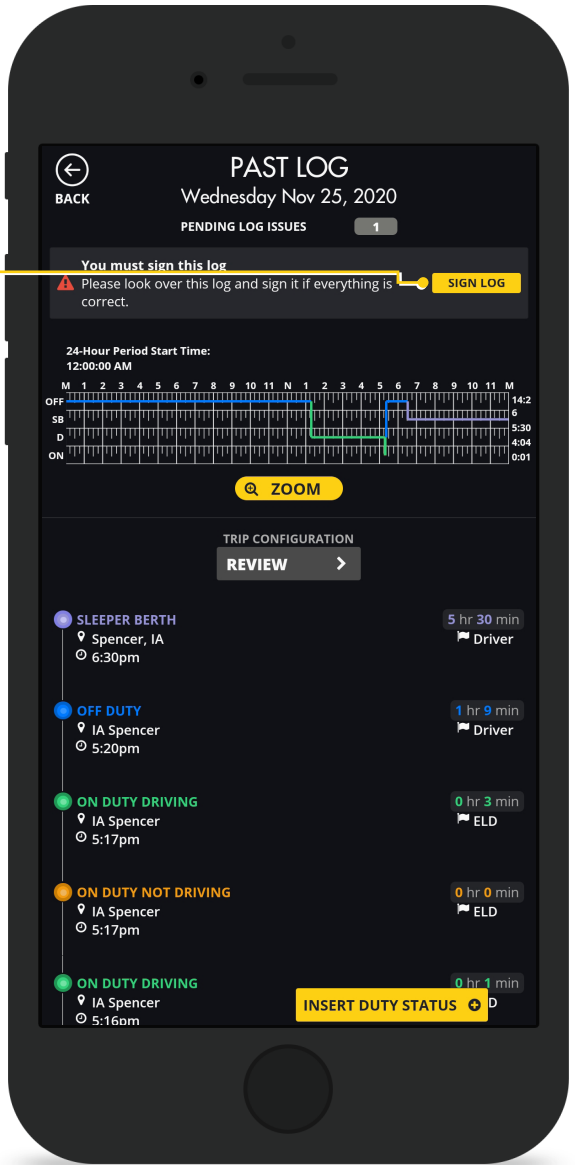 BACK
PAST LOG
Wednesday Nov 25, 2020
PENDING LOG ISSUES 1
You must sign this log
Please look over this log and sign it if everything is
correct.
SIGN LOG
24-Hour Period Start Time:
12:00:00 AM
M 1 2 3 4 5 6 7 8 9 10 11 N 1 2 3 4 5 6 7 8 9 10 11 M
OFF 14:2
6
SB 5:30
D 4:04
ON 0:01
ZOOM
TRIP CONFIGURATION
REVIEW
SLEEPER BERTH 5 hr 30 min
Spencer, IA Driver
6:30pm
OFF DUTY 1 hr 9 min
IA Spencer Driver
5:20pm
ON DUTY DRIVING 0 hr 3 min
IA Spencer ELD
5:17pm
ON DUTY NOT DRIVING 0 hr 0 min
IA Spencer ELD
5:17pm
ON DUTY DRIVING 0 hr 1 min
IA Spencer D
5:16pm
INSERT DUTY STATUS